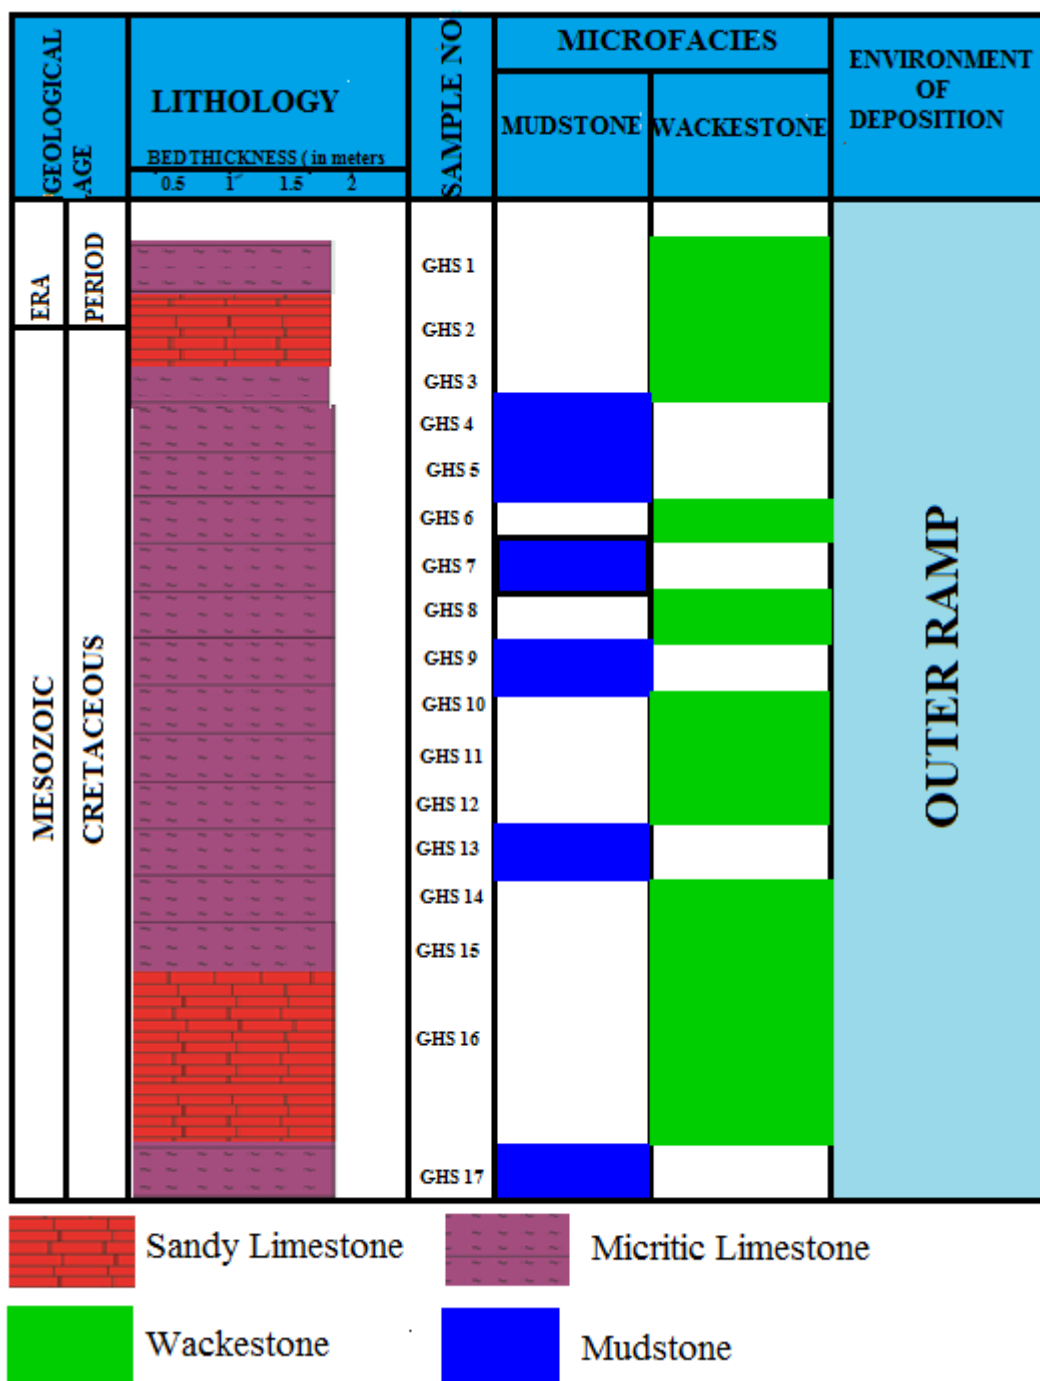 GEOLOGICAL
AGE
LITHOLOGY
BED THICKNESS ( in meters
0.5 1 1.5 2
SAMPLE NO
MICROFACIES
MUDSTONE WACKESTONE
ENVIRONMENT
OF
DEPOSITION
ERA
PERIOD
MESOZOIC
CRETACEOUS
GHS 1
GHS 2
GHS 3
GHS 4
GHS 5
GHS 6
GHS 7
GHS 8
GHS 9
GHS 10
GHS 11
GHS 12
GHS 13
GHS 14
GHS 15
GHS 16
GHS 17
OUTER RAMP
Sandy Limestone
Micritic Limestone
Wackestone
Mudstone